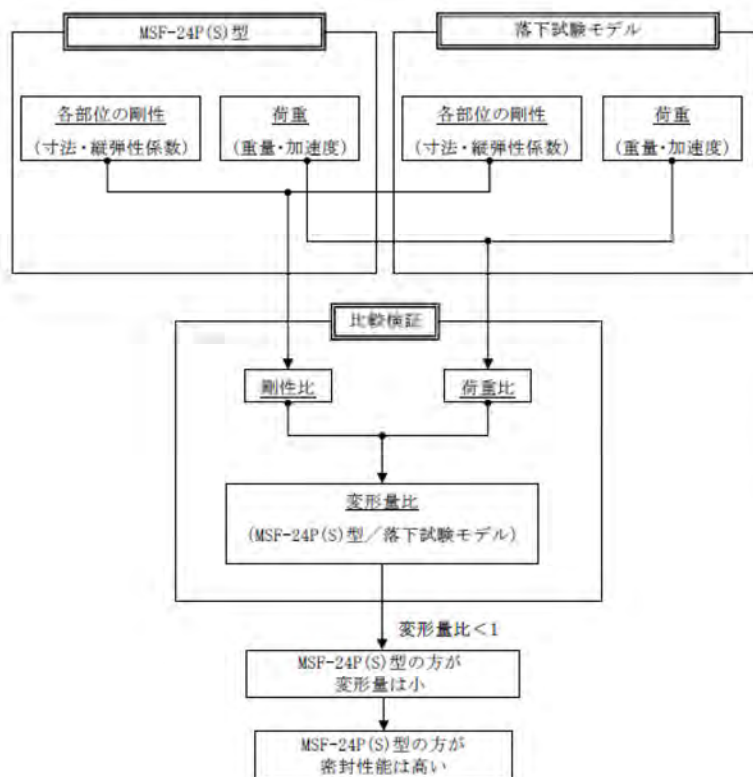 MSF-24P(S)型
落下試験モデル
各部位の剛性
(寸法・縦弾性係数)
荷重
(重量・加速度)
各部位の剛性
(寸法・縦弾性係数)
荷重
(重量・加速度)
比較検証
剛性比
荷重比
変形量比
(MSF-24P(S)型／落下試験モデル)
変形量比＜1
MSF-24P(S)型の方が
変形量は小
MSF-24P(S)型の方が
密封性能は高い